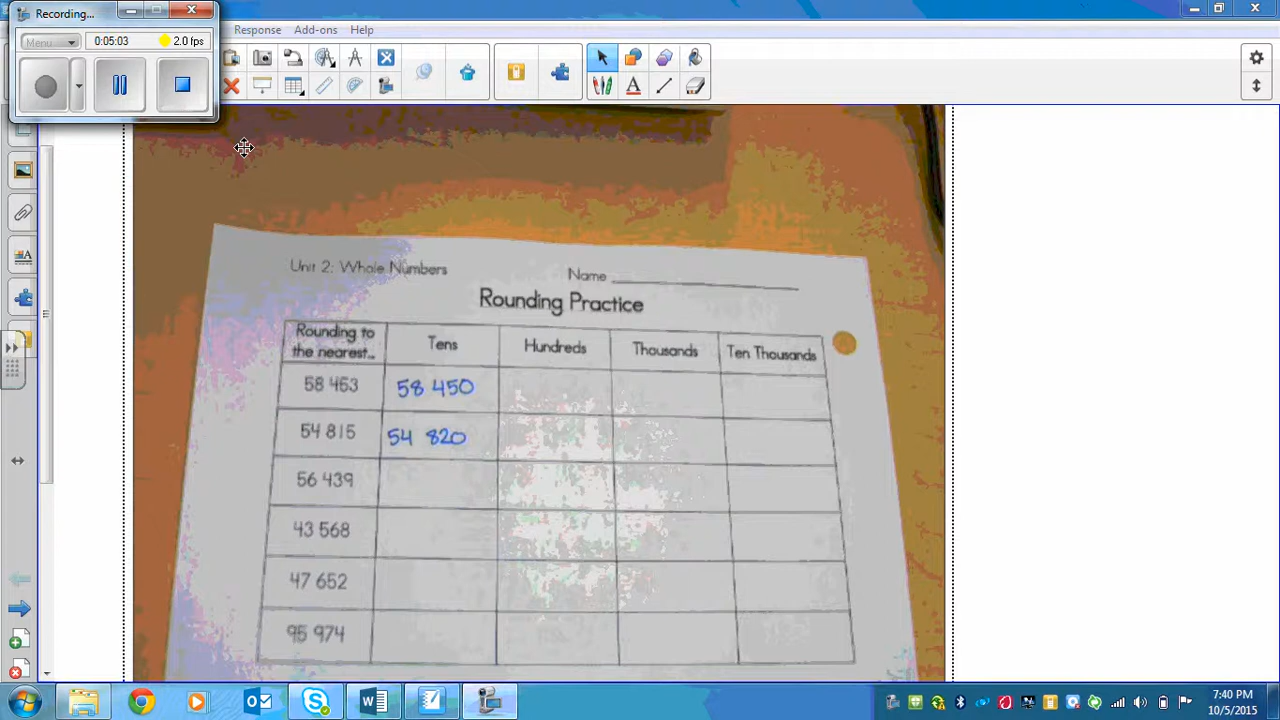 Recording...
Menu
0:05:03
2.0 fps
Response Add-ons Help
Unit 2: Whole Numbers
Name
Rounding Practice
Rounding to the nearest... Tens Hundreds Thousands Ten Thousands
58 453 58 450
54 815 54 820
56 439
43 568
47 652
95 974
7:40 PM
10/5/2015